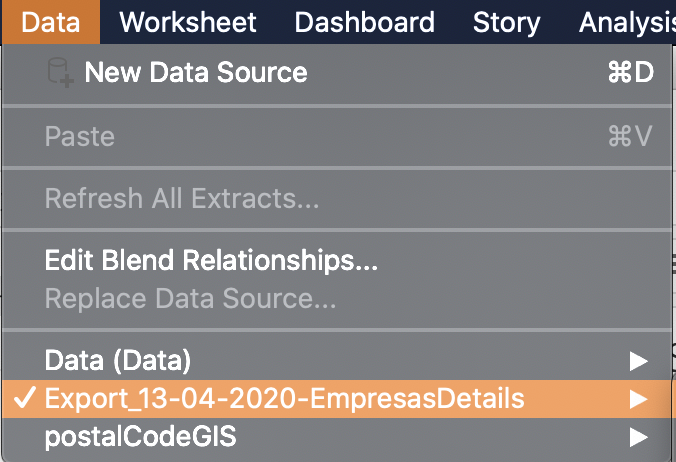 Data Worksheet Dashboard Story Analysis
New Data Source ⌘D
Paste ⌘V
Refresh All Extracts...
Edit Blend Relationships...
Replace Data Source...
Data (Data)
Export_13-04-2020-EmpresasDetails
postalCodeGIS